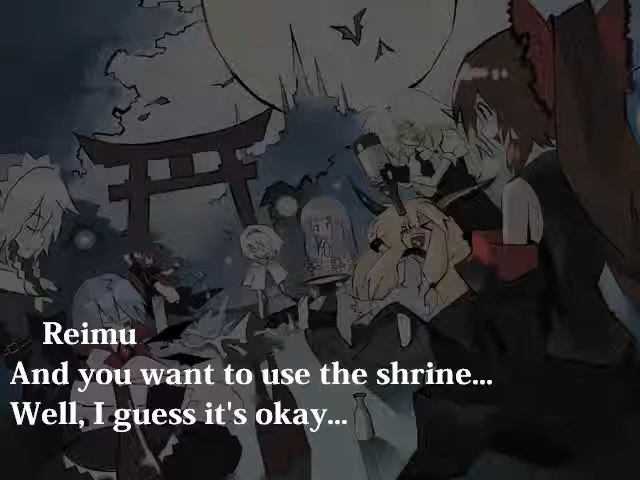 Reimu
And you want to use the shrine...
Well, I guess it's okay...